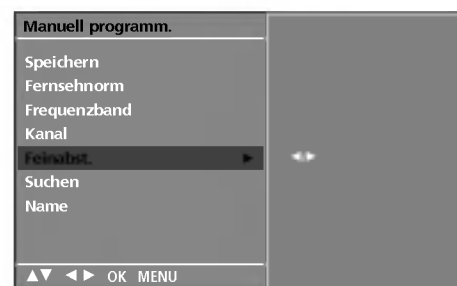 Manuell programm.
Speichern
Fernsehnorm
Frequenzband
Kanal
Feinabst. ►
◄►
Suchen
Name
▲▼ ◄► OK MENU